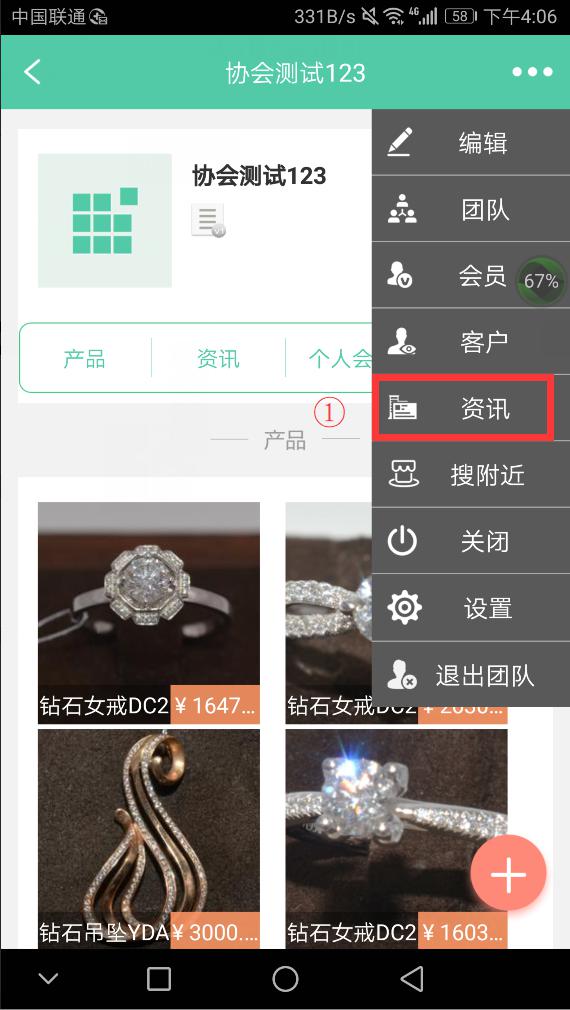 中国联通 331B/s 4G 58 下午4:06
协会测试123
协会测试123
V1
编辑
团队
会员
67%
客户
资讯
搜附近
关闭
设置
退出团队
产品 资讯 个人会
①
产品
钻石女戒DC2 ¥ 1647...
钻石女戒DC2
钻石吊坠YDA ¥ 3000....
钻石女戒DC2 ¥ 1603...